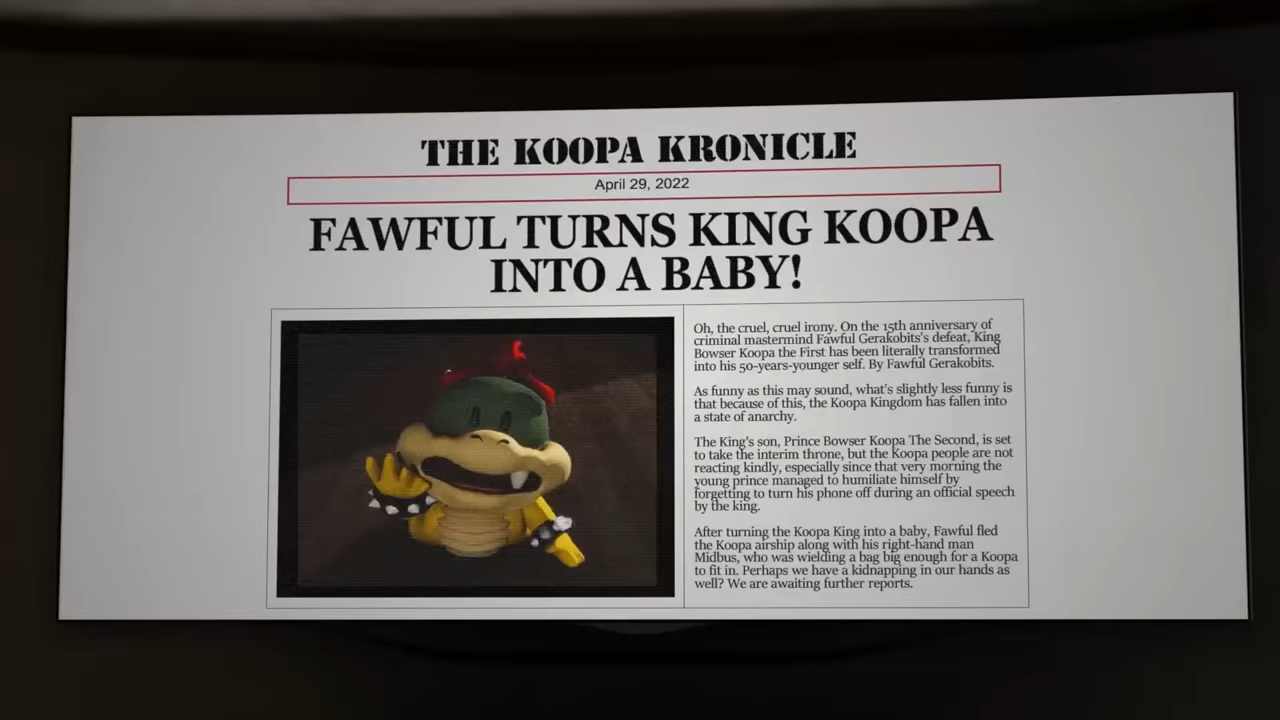 THE KOOPA KRONICLE
April 29, 2022
FAWFUL TURNS KING KOOPA
INTO A BABY!
Oh, the cruel, cruel irony. On the 15th anniversary of
criminal mastermind Fawful Gerakobits's defeat, King
Bowser Koopa the First has been literally transformed
into his 50-years-younger self. By Fawful Gerakobits.
As funny as this may sound, what's slightly less funny is
that because of this, the Koopa Kingdom has fallen into
a state of anarchy.
The King's son, Prince Bowser Koopa The Second, is set
to take the interim throne, but the Koopa people are not
reacting kindly, especially since that very morning the
young prince managed to humiliate himself by
forgetting to turn his phone off during an official speech
by the king.
After turning the Koopa King into a baby, Fawful fled
the Koopa airship along with his right-hand man
Midbus, who was wielding a bag big enough for a Koopa
to fit in. Perhaps we have a kidnapping in our hands as
well? We are awaiting further reports.